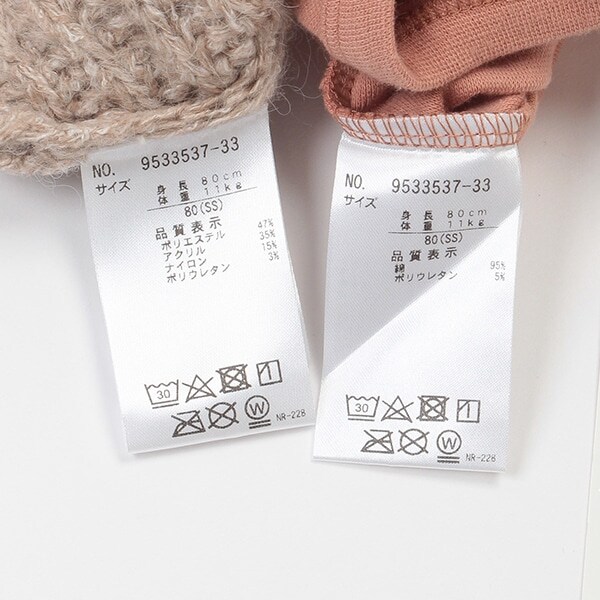 NO. 9533537-33
サイズ
身長 80cm
体重 11kg
80(SS)
品質表示
ポリエステル 47%
アクリル 35%
ナイロン 15%
ポリウレタン 3%
30
W
NR-228
NO. 9533537-33
サイズ
身長 80cm
体重 11kg
80(SS)
品質表示
綿 95%
ポリウレタン 5%
30
W
NR-228